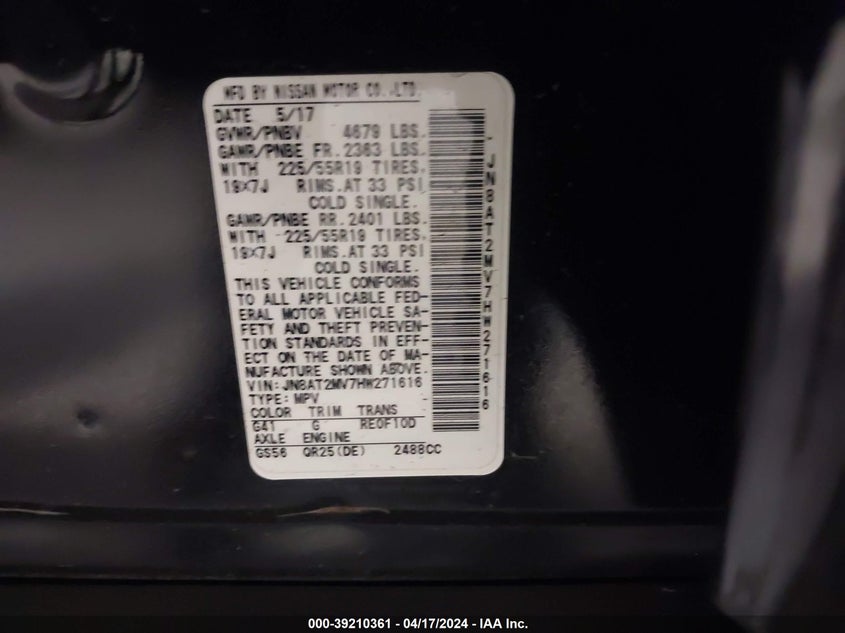 MFD BY NISSAN MOTOR CO.,LTD.
DATE 5/17
GVWR/PNBV 4679 LBS.
GAWR/PNBE FR. 2363 LBS.
WITH 225/55R19 TIRES.
19X7J RIMS. AT 33 PSI
COLD SINGLE.
GAWR/PNBE RR. 2401 LBS.
WITH 225/55R19 TIRES.
19X7J RIMS. AT 33 PSI
COLD SINGLE.
THIS VEHICLE CONFORMS
TO ALL APPLICABLE FED-
ERAL MOTOR VEHICLE SA-
FETY AND THEFT PREVEN-
TION STANDARDS IN EFF-
ECT ON THE DATE OF MA-
NUFACTURE SHOWN ABOVE.
VIN: JN8AT2MV7HW271616
TYPE: MPV
COLOR TRIM TRANS
G41 G RE0F10D
AXLE ENGINE
GS56 QR25(DE) 2488CC
JN8AT2MV7HW271616
000-39210361 - 04/17/2024 - IAA Inc.